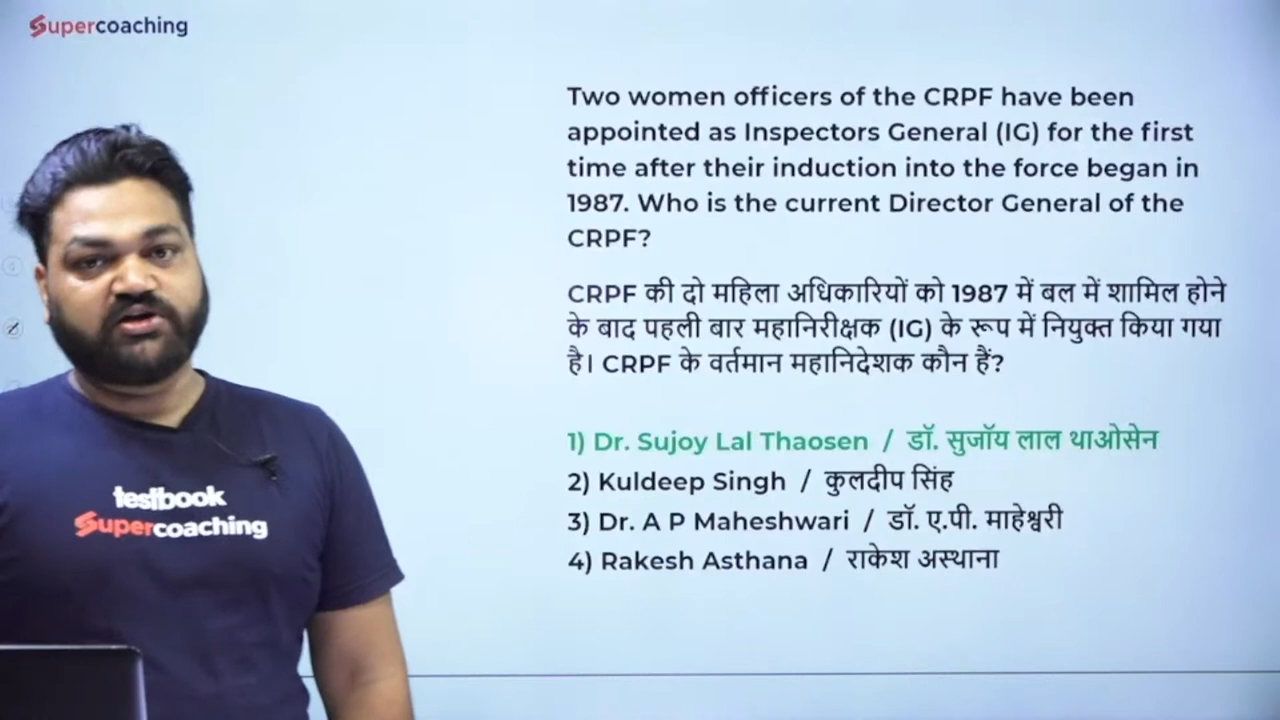 Supercoaching
Two women officers of the CRPF have been
appointed as Inspectors General (IG) for the first
time after their induction into the force began in
1987. Who is the current Director General of the
CRPF?
CRPF की दो महिला अधिकारियों को 1987 में बल में शामिल होने
के बाद पहली बार महानिरीक्षक (IG) के रूप में नियुक्त किया गया
है। CRPF के वर्तमान महानिदेशक कौन हैं?
1) Dr. Sujoy Lal Thaosen / डॉ. सुजॉय लाल थाओसेन
2) Kuldeep Singh / कुलदीप सिंह
3) Dr. A P Maheshwari / डॉ. ए.पी. माहेश्वरी
4) Rakesh Asthana / राकेश अस्थाना
testbook
Supercoaching